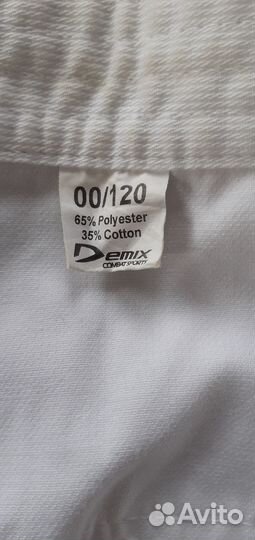 00/120
65% Polyester
35% Cotton
Demix
COMBAT SPORTS
Avito